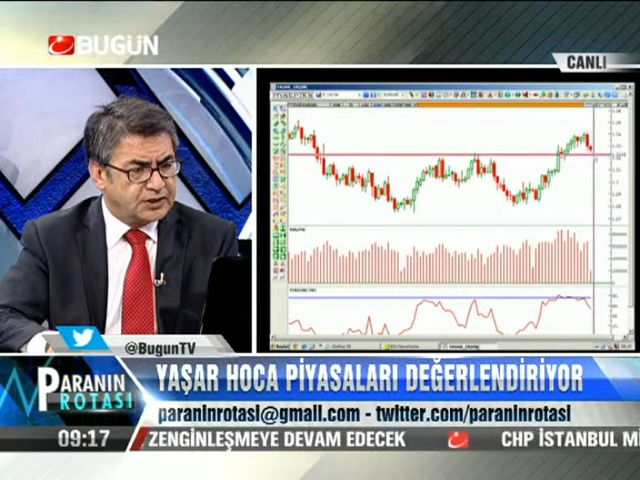 BUGÜN
CANLI
@BugunTV
PARANIN
ROTASI
YAŞAR HOCA PİYASALARI DEĞERLENDİRİYOR
paraninrotasi@gmail.com - twitter.com/paraninrotasi
09:17
ZENGİNLEŞMEYE DEVAM EDECEK
CHP İSTANBUL Mİ